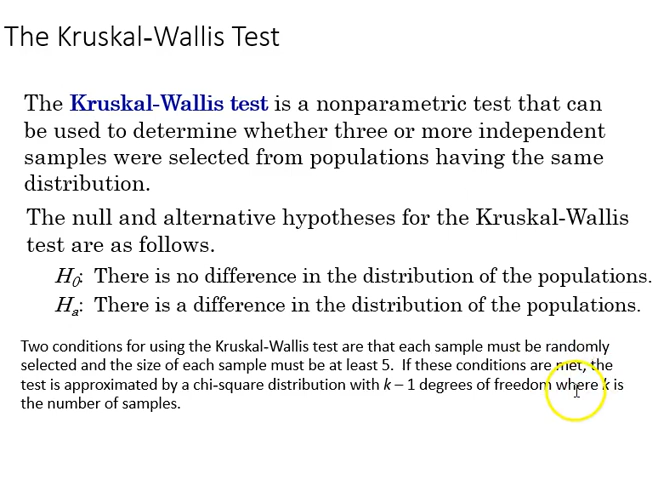 The Kruskal-Wallis Test
The Kruskal-Wallis test is a nonparametric test that can
be used to determine whether three or more independent
samples were selected from populations having the same
distribution.
The null and alternative hypotheses for the Kruskal-Wallis
test are as follows.
H0: There is no difference in the distribution of the populations.
Ha: There is a difference in the distribution of the populations.
Two conditions for using the Kruskal-Wallis test are that each sample must be randomly
selected and the size of each sample must be at least 5. If these conditions are met, the
test is approximated by a chi-square distribution with k – 1 degrees of freedom where k is
the number of samples.